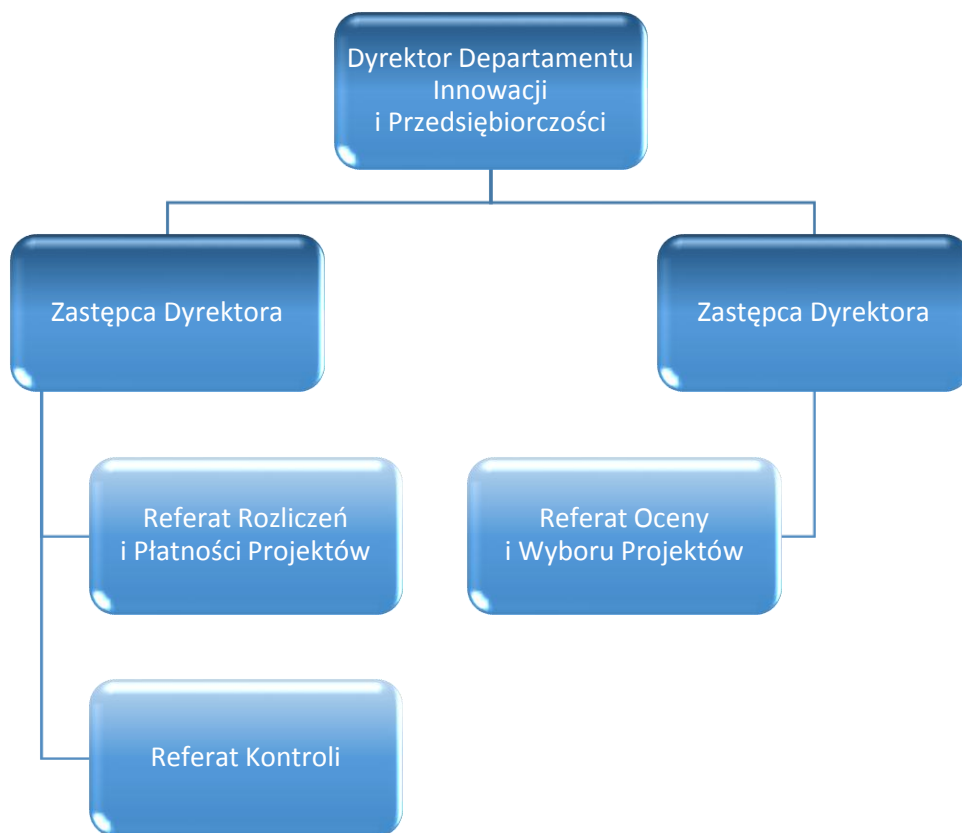 Dyrektor Departamentu
Innowacji
i Przedsiębiorczości
Zastępca Dyrektora
Zastępca Dyrektora
Referat Rozliczeń
i Płatności Projektów
Referat Oceny
i Wyboru Projektów
Referat Kontroli